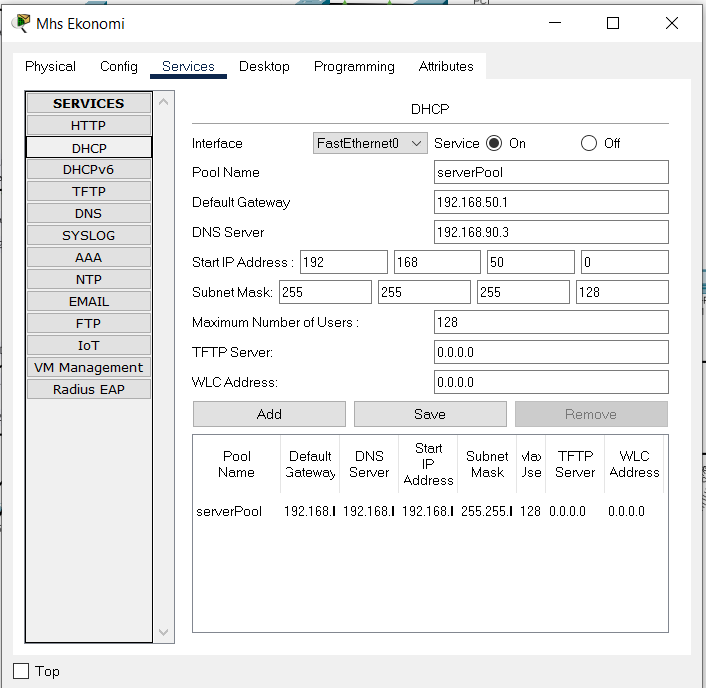 PCI
Mhs Ekonomi
Physical Config Services Desktop Programming Attributes
SERVICES
HTTP
DHCP
DHCPv6
TFTP
DNS
SYSLOG
AAA
NTP
EMAIL
FTP
IoT
VM Management
Radius EAP
DHCP
Interface FastEthernet0 Service On Off
Pool Name serverPool
Default Gateway 192.168.50.1
DNS Server 192.168.90.3
Start IP Address : 192 168 50 0
Subnet Mask: 255 255 255 128
Maximum Number of Users : 128
TFTP Server: 0.0.0.0
WLC Address: 0.0.0.0
Add Save Remove
Pool Name Default Gateway DNS Server Start IP Address Subnet Mask Max User TFTP Server WLC Address
serverPool 192.168. 192.168. 192.168. 255.255. 128 0.0.0.0 0.0.0.0
Top